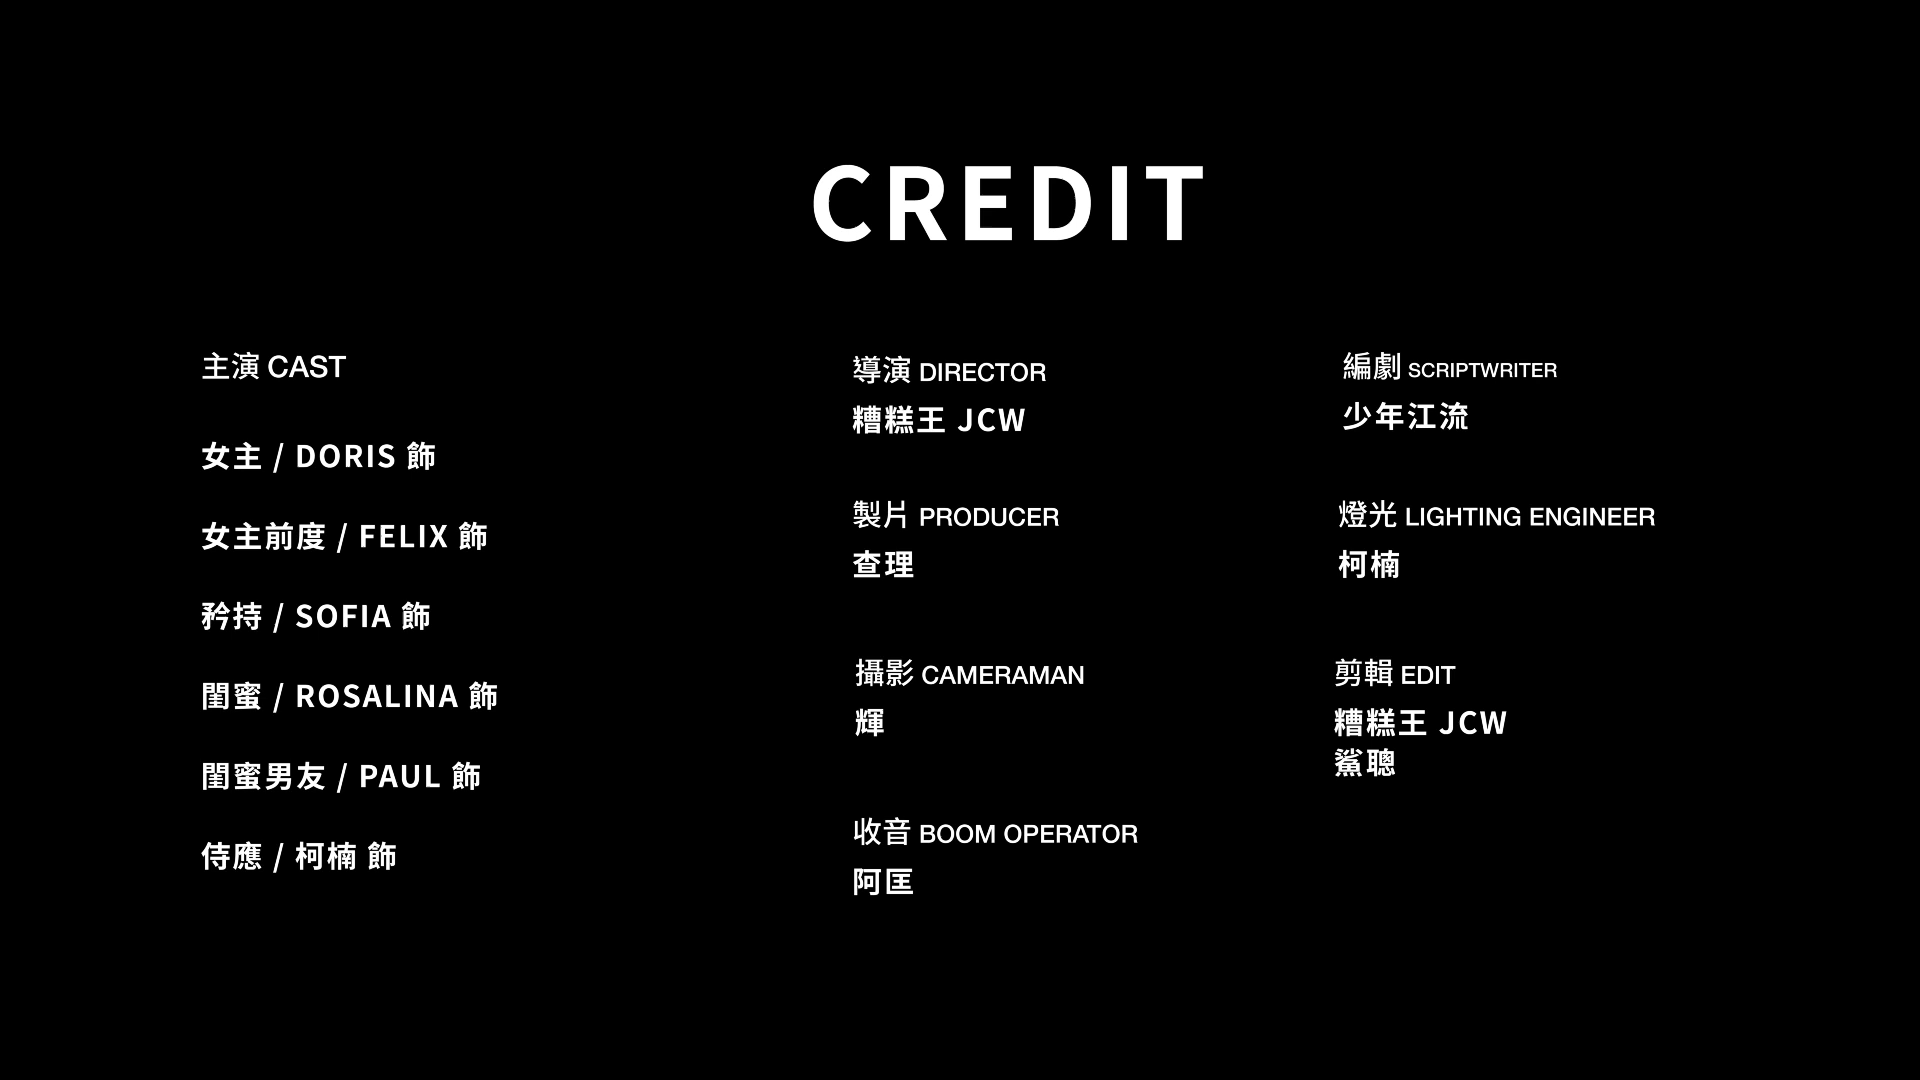 CREDIT
主演 CAST
女主 / DORIS 飾
女主前度 / FELIX 飾
矜持 / SOFIA 飾
閨蜜 / ROSALINA 飾
閨蜜男友 / PAUL 飾
侍應 / 柯楠 飾
導演 DIRECTOR
糟糕王 JCW
製片 PRODUCER
查理
攝影 CAMERAMAN
輝
收音 BOOM OPERATOR
阿匡
編劇 SCRIPTWRITER
少年江流
燈光 LIGHTING ENGINEER
柯楠
剪輯 EDIT
糟糕王 JCW
鯊聰